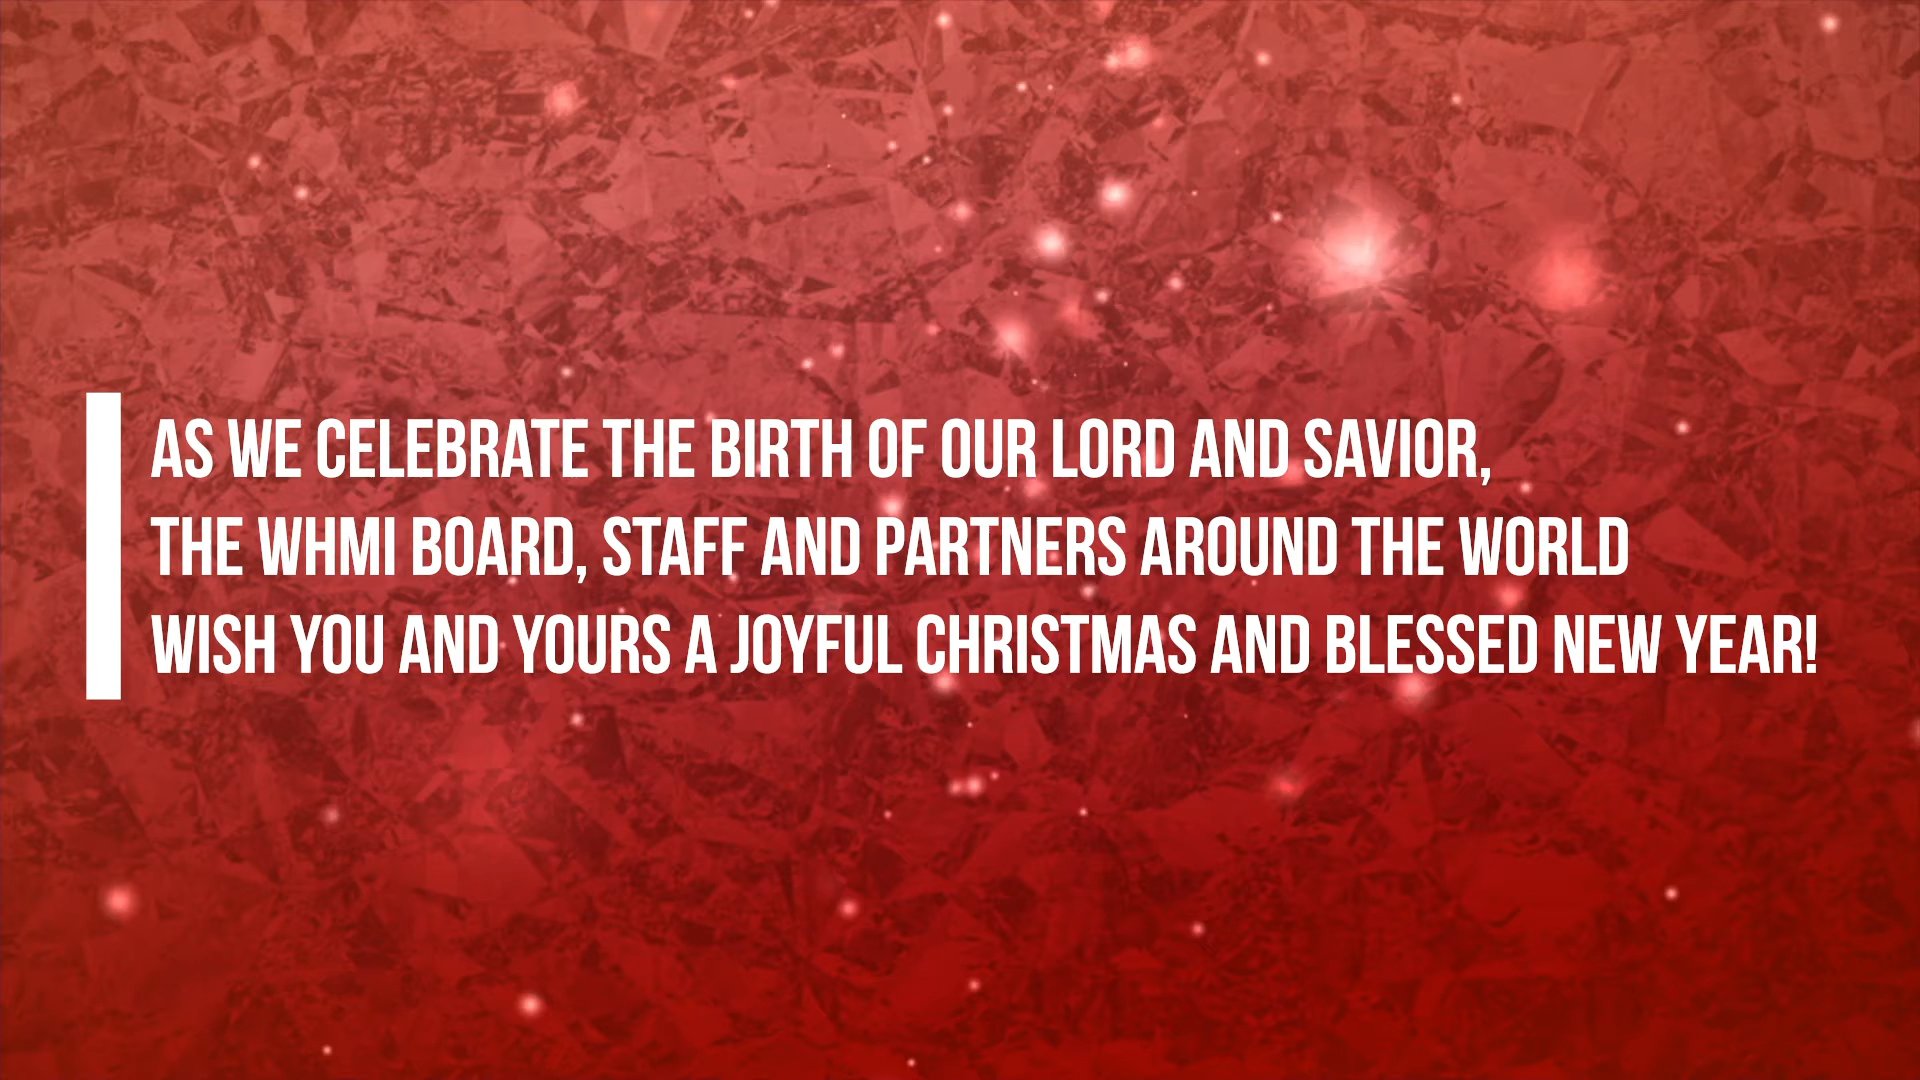 AS WE CELEBRATE THE BIRTH OF OUR LORD AND SAVIOR,
THE WHMI BOARD, STAFF AND PARTNERS AROUND THE WORLD
WISH YOU AND YOURS A JOYFUL CHRISTMAS AND BLESSED NEW YEAR!